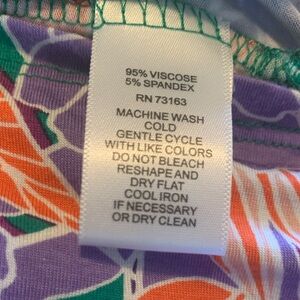 95% VISCOSE
5% SPANDEX
RN 73163
MACHINE WASH
COLD
GENTLE CYCLE
WITH LIKE COLORS
DO NOT BLEACH
RESHAPE AND
DRY FLAT
COOL IRON
IF NECESSARY
OR DRY CLEAN